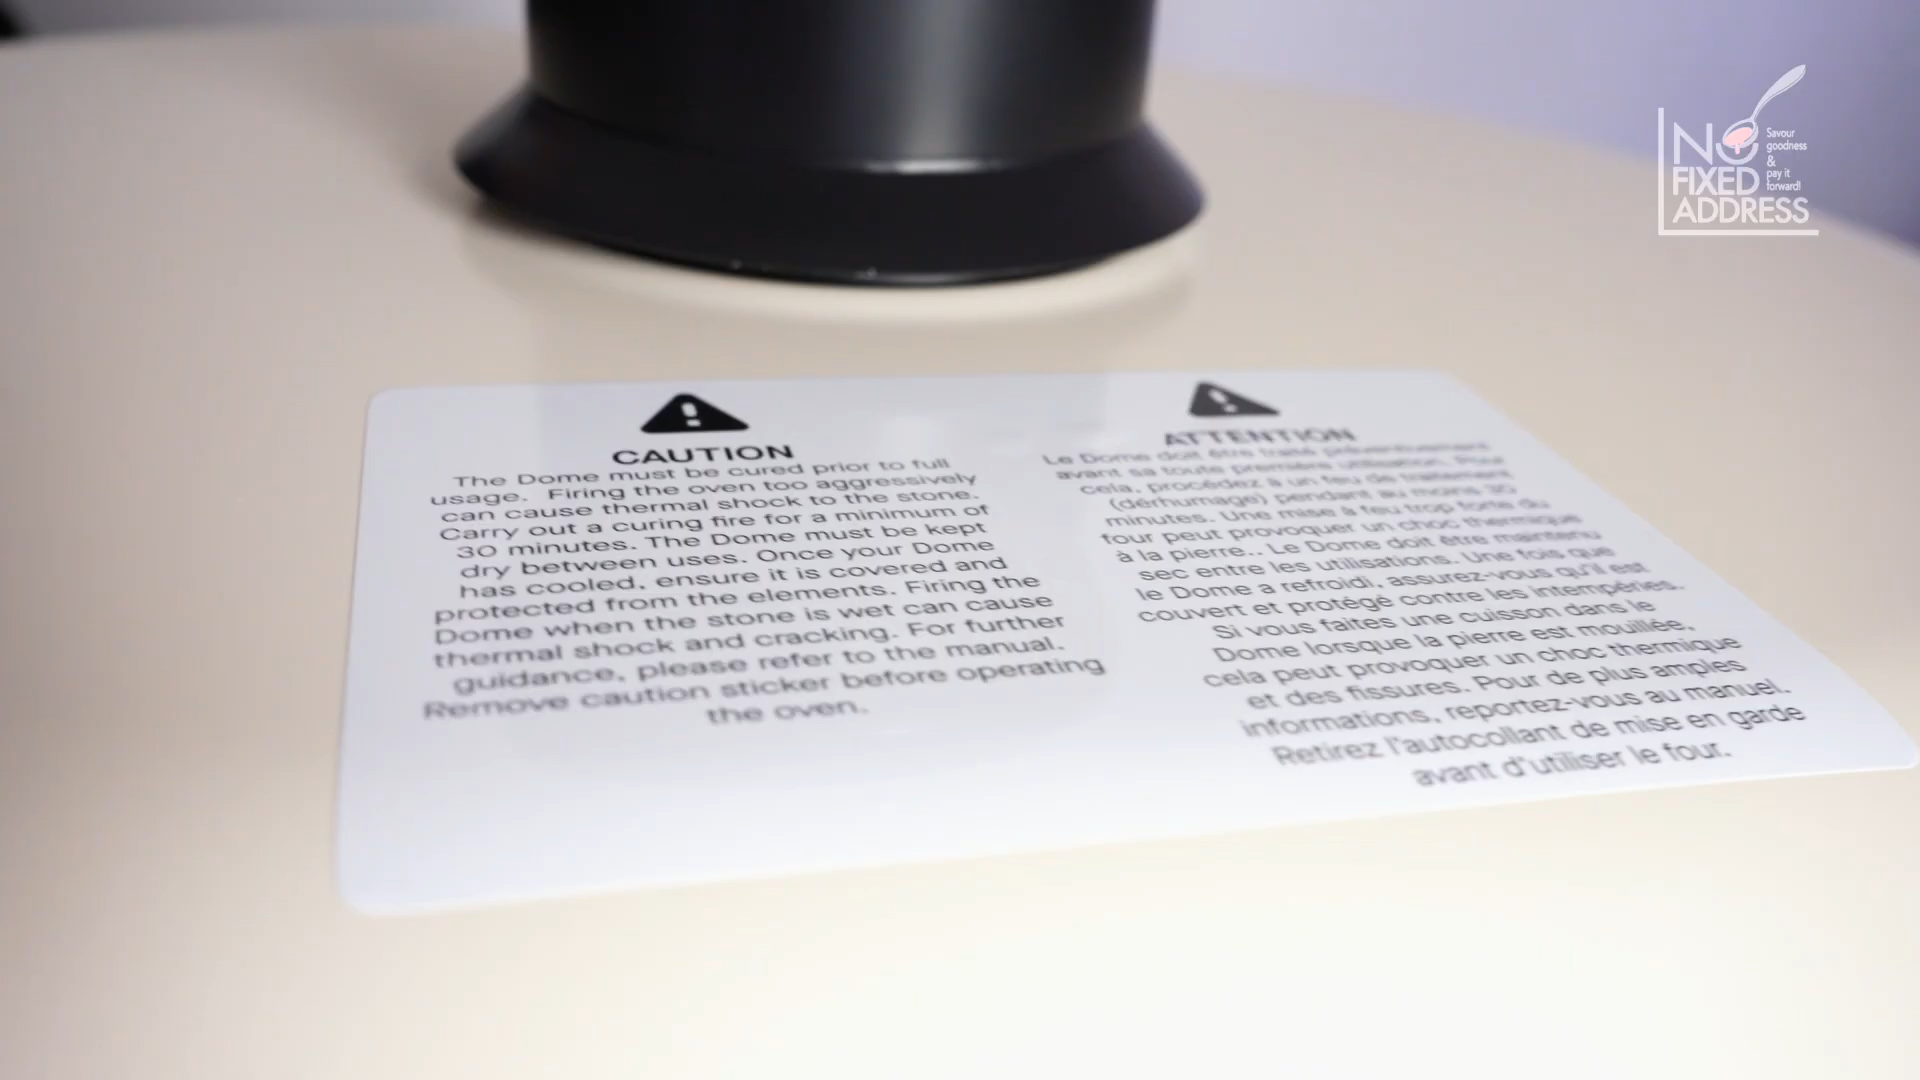 CAUTION
The Dome must be cured prior to full
usage. Firing the oven too aggressively
can cause thermal shock to the stone.
Carry out a curing fire for a minimum of
30 minutes. The Dome must be kept
dry between uses. Once your Dome
has cooled, ensure it is covered and
protected from the elements. Firing the
Dome when the stone is wet can cause
thermal shock and cracking. For further
guidance, please refer to the manual.
Remove caution sticker before operating
the oven.
ATTENTION
Le Dome doit être traité préventivement
avant sa toute première utilisation. Pour
cela, procédez à un feu de traitement
(dérhumage) pendant au moins 30
minutes. Une mise à feu trop forte du
four peut provoquer un choc thermique
à la pierre.. Le Dome doit être maintenu
sec entre les utilisations. Une fois que
le Dome a refroidi, assurez-vous qu'il est
couvert et protégé contre les intempéries.
Si vous faites une cuisson dans le
Dome lorsque la pierre est mouillée,
cela peut provoquer un choc thermique
et des fissures. Pour de plus amples
informations, reportez-vous au manuel.
Retirez l'autocollant de mise en garde
avant d'utiliser le four.
NO
FIXED
ADDRESS
Savour
goodness
&
pay it
forward!